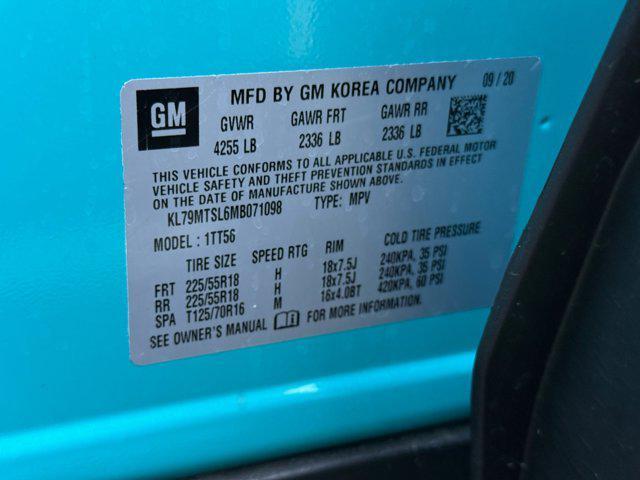 GM
MFD BY GM KOREA COMPANY 09/20
GVWR GAWR FRT GAWR RR
4255 LB 2336 LB 2336 LB
THIS VEHICLE CONFORMS TO ALL APPLICABLE U.S. FEDERAL MOTOR
VEHICLE SAFETY AND THEFT PREVENTION STANDARDS IN EFFECT
ON THE DATE OF MANUFACTURE SHOWN ABOVE.
KL79MTSL6MB071098 TYPE: MPV
MODEL : 1TT56
TIRE SIZE SPEED RTG RIM COLD TIRE PRESSURE
FRT 225/55R18 H 18x7.5J 240KPA, 35 PSI
RR 225/55R18 H 18x7.5J 240KPA, 35 PSI
SPA T125/70R16 M 16x4.0BT 420KPA, 60 PSI
SEE OWNER'S MANUAL FOR MORE INFORMATION.